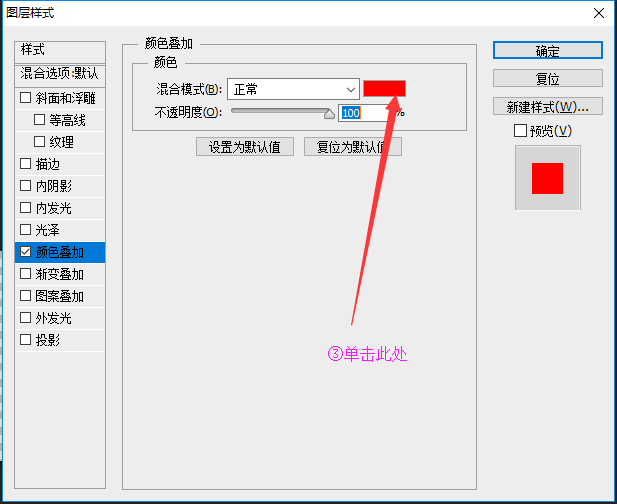 图层样式
样式
混合选项:默认
斜面和浮雕
等高线
纹理
描边
内阴影
内发光
光泽
颜色叠加
渐变叠加
图案叠加
外发光
投影
颜色叠加
颜色
混合模式(B): 正常
不透明度(O): 100 %
设置为默认值 复位为默认值
③单击此处
确定
复位
新建样式(W)...
预览(V)